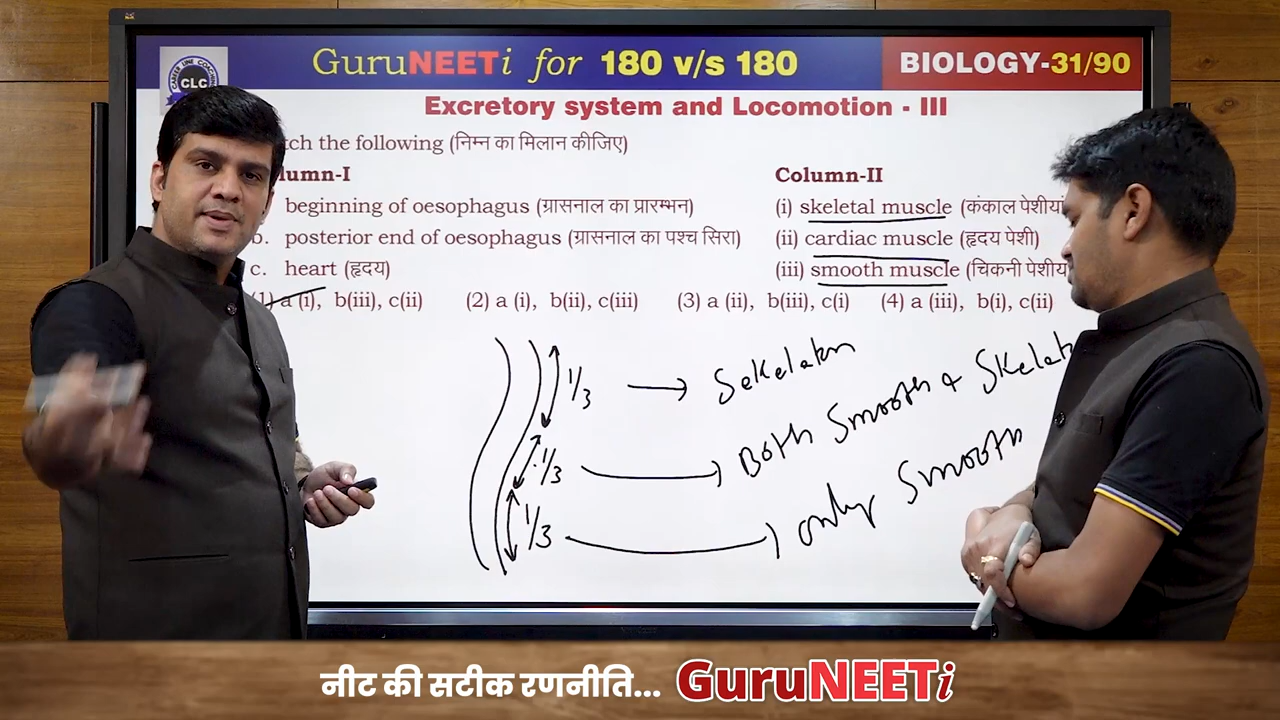 GuruNEETi for 180 v/s 180
BIOLOGY-31/90
CLC
Excretory system and Locomotion - III
tch the following (निम्न का मिलान कीजिए)
lumn-I
Column-II
beginning of oesophagus (ग्रासनाल का प्रारम्भन)
(i) skeletal muscle (कंकाल पेशीयां
b. posterior end of oesophagus (ग्रासनाल का पश्च सिरा)
(ii) cardiac muscle (हृदय पेशी)
c. heart (हृदय)
(iii) smooth muscle (चिकनी पेशीय
(1) a (i), b(iii), c(ii) (2) a (i), b(ii), c(iii) (3) a (ii), b(iii), c(i) (4) a (iii), b(i), c(ii)
1/3 Sekelatan
1/3 Both Smooth & Skelat
1/3 only Smooth
नीट की सटीक रणनीति... GuruNEETi